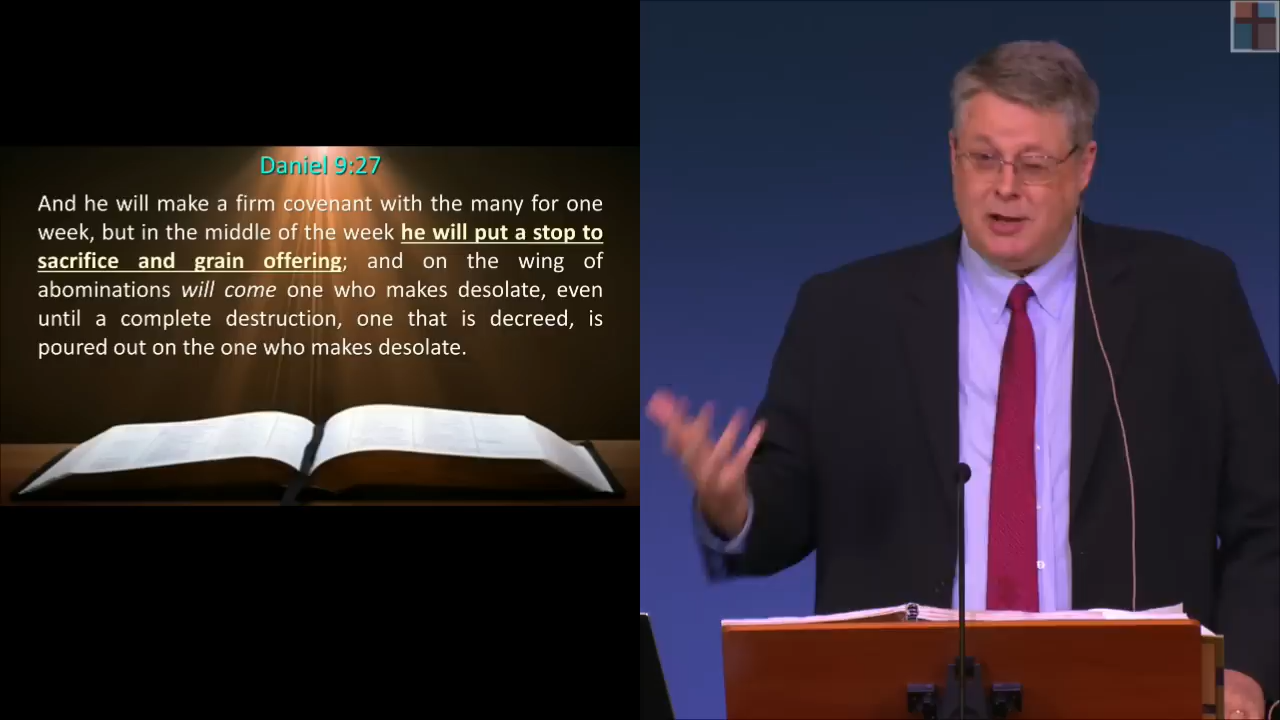 Daniel 9:27
And he will make a firm covenant with the many for one
week, but in the middle of the week he will put a stop to
sacrifice and grain offering; and on the wing of
abominations will come one who makes desolate, even
until a complete destruction, one that is decreed, is
poured out on the one who makes desolate.